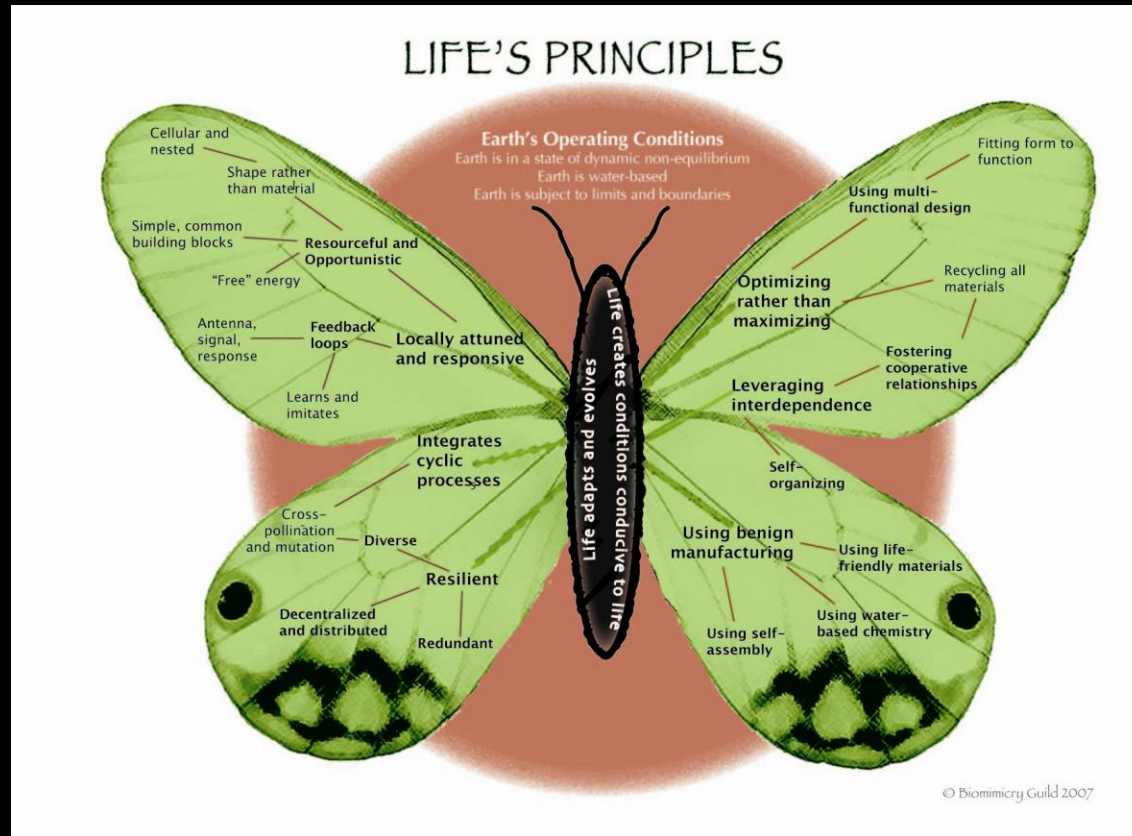 LIFE'S PRINCIPLES
Earth's Operating Conditions
Earth is in a state of dynamic non-equilibrium
Earth is water-based
Earth is subject to limits and boundaries
Cellular and
nested
Shape rather
than material
Simple, common
building blocks
Resourceful and
Opportunistic
"Free" energy
Antenna,
signal,
response
Feedback
loops
Locally attuned
and responsive
Learns and
imitates
Integrates
cyclic
processes
Cross-
pollination
and mutation
Diverse
Resilient
Decentralized
and distributed
Redundant
Life adapts and evolves
Life creates conditions conducive to life
Fitting form to
function
Using multi-
functional design
Optimizing
rather than
maximizing
Recycling all
materials
Fostering
cooperative
relationships
Leveraging
interdependence
Self-
organizing
Using benign
manufacturing
Using life-
friendly materials
Using water-
based chemistry
Using self-
assembly
© Biomimicry Guild 2007